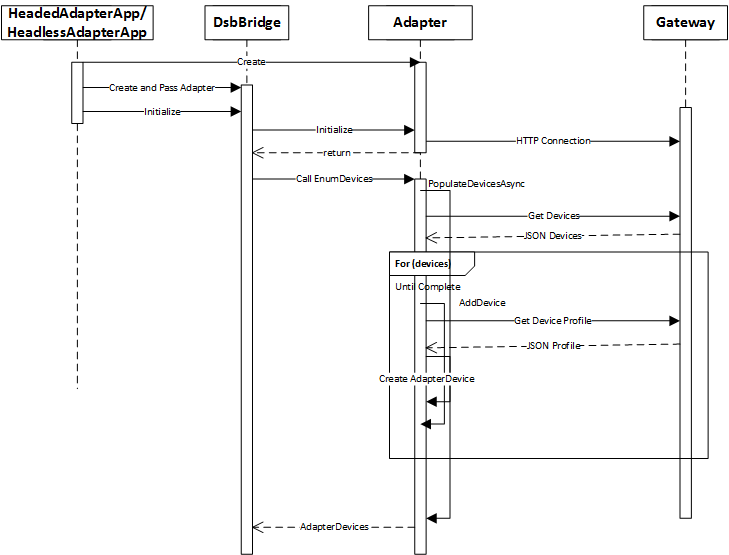 HeadedAdapterApp/
HeadlessAdapterApp
DsbBridge
Adapter
Gateway
Create
Create and Pass Adapter
Initialize
Initialize
HTTP Connection
return
Call EnumDevices
PopulateDevicesAsync
Get Devices
JSON Devices
For (devices)
Until Complete
AddDevice
Get Device Profile
JSON Profile
Create AdapterDevice
AdapterDevices